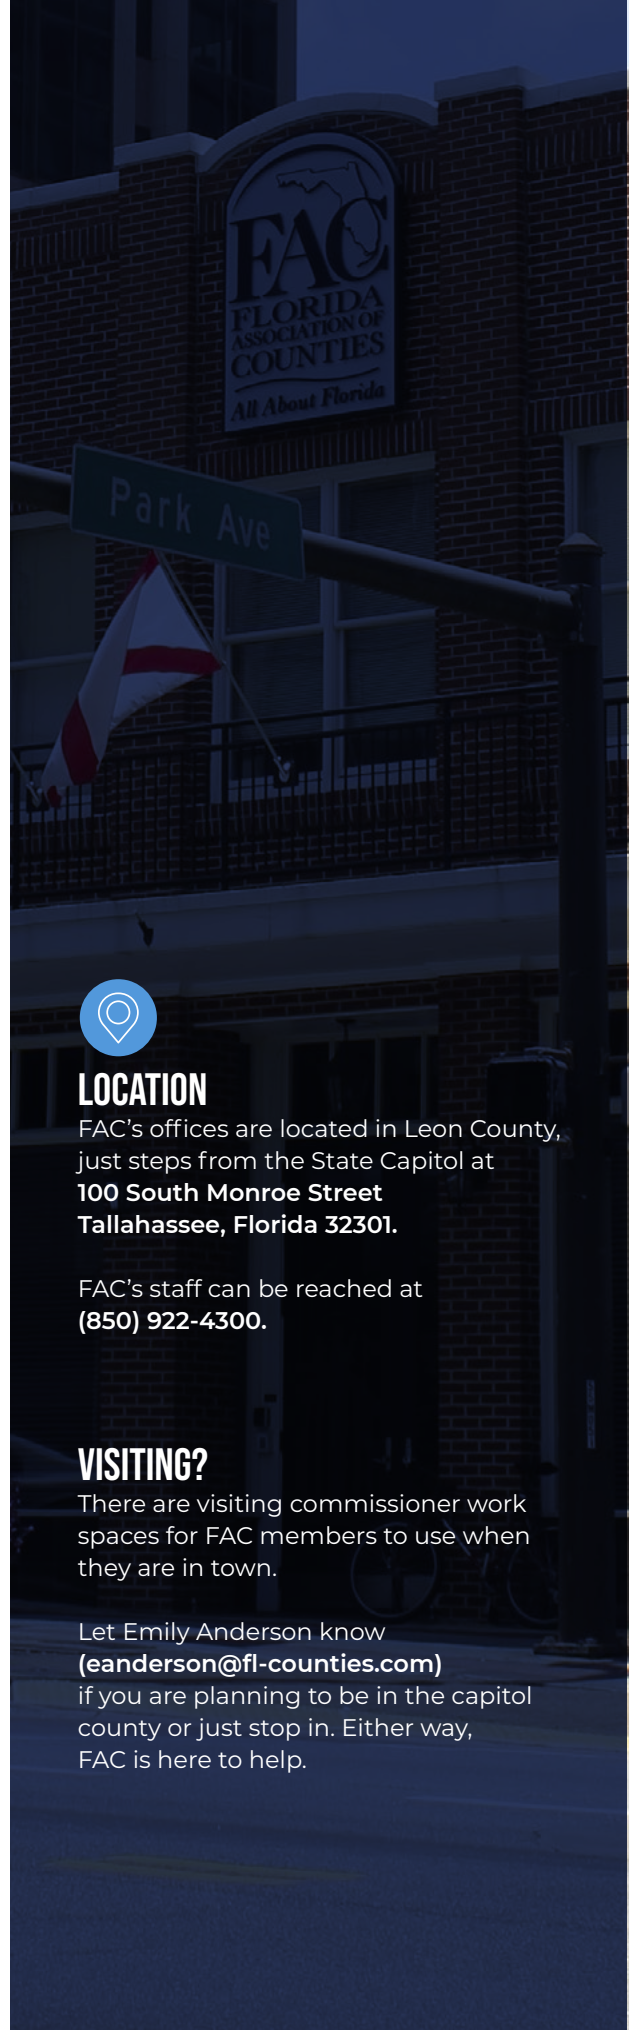 FAC
FLORIDA
ASSOCIATION OF
COUNTIES
All About Florida
Park Ave
LOCATION
FAC’s offices are located in Leon County,
just steps from the State Capitol at
100 South Monroe Street
Tallahassee, Florida 32301.
FAC’s staff can be reached at
(850) 922-4300.
VISITING?
There are visiting commissioner work
spaces for FAC members to use when
they are in town.
Let Emily Anderson know
(eanderson@fl-counties.com)
if you are planning to be in the capitol
county or just stop in. Either way,
FAC is here to help.